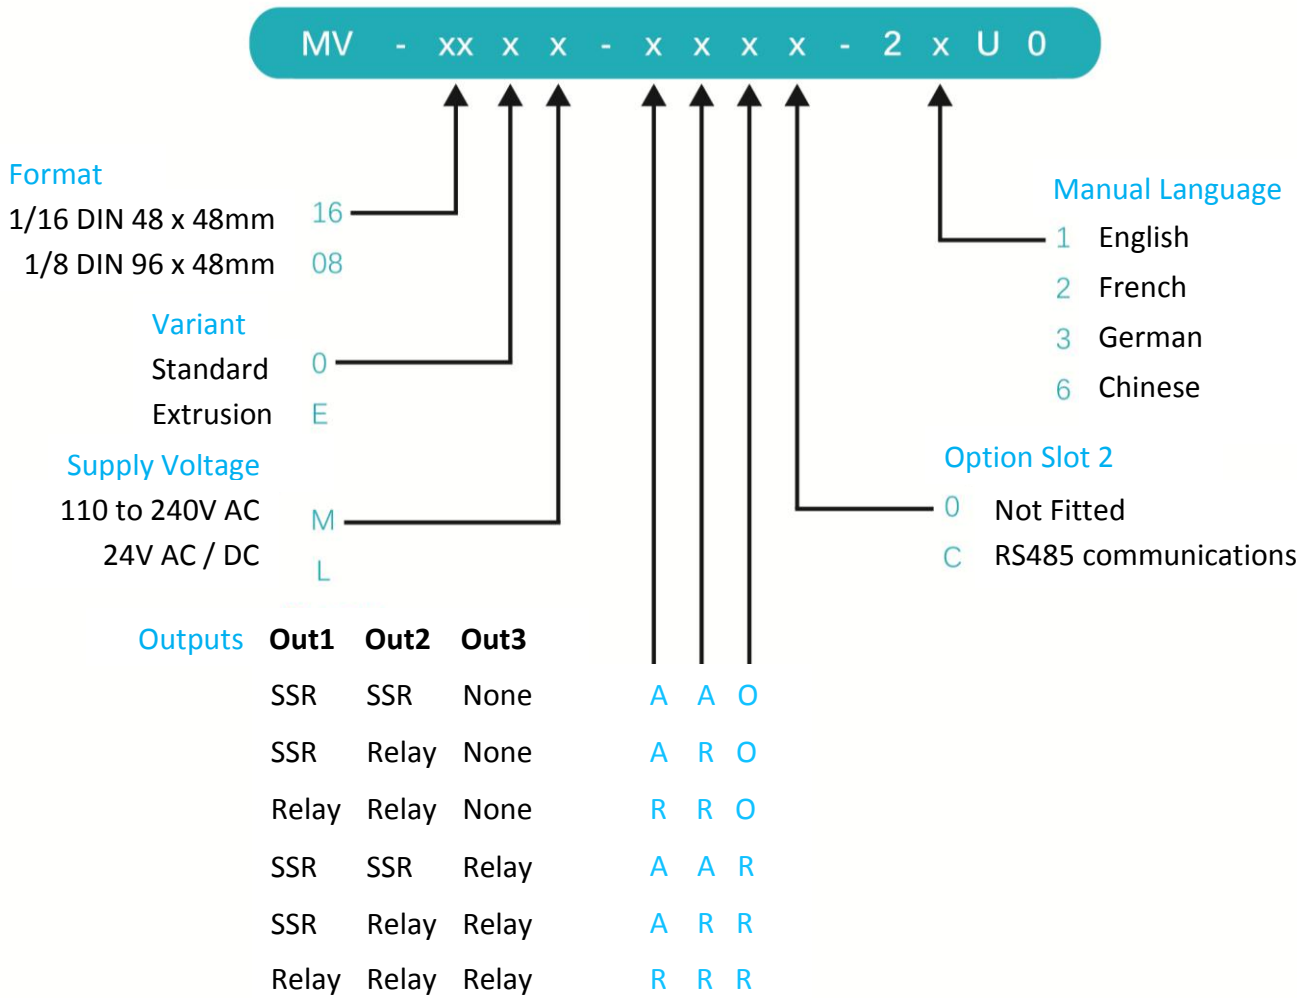 MV - xx x x - x x x x - 2 x U 0
Format
1/16 DIN 48 x 48mm 16
1/8 DIN 96 x 48mm 08
Variant
Standard 0
Extrusion E
Supply Voltage
110 to 240V AC M
24V AC / DC L
Manual Language
1 English
2 French
3 German
6 Chinese
Option Slot 2
0 Not Fitted
C RS485 communications
Outputs Out1 Out2 Out3
SSR SSR None A A O
SSR Relay None A R O
Relay Relay None R R O
SSR SSR Relay A A R
SSR Relay Relay A R R
Relay Relay Relay R R R